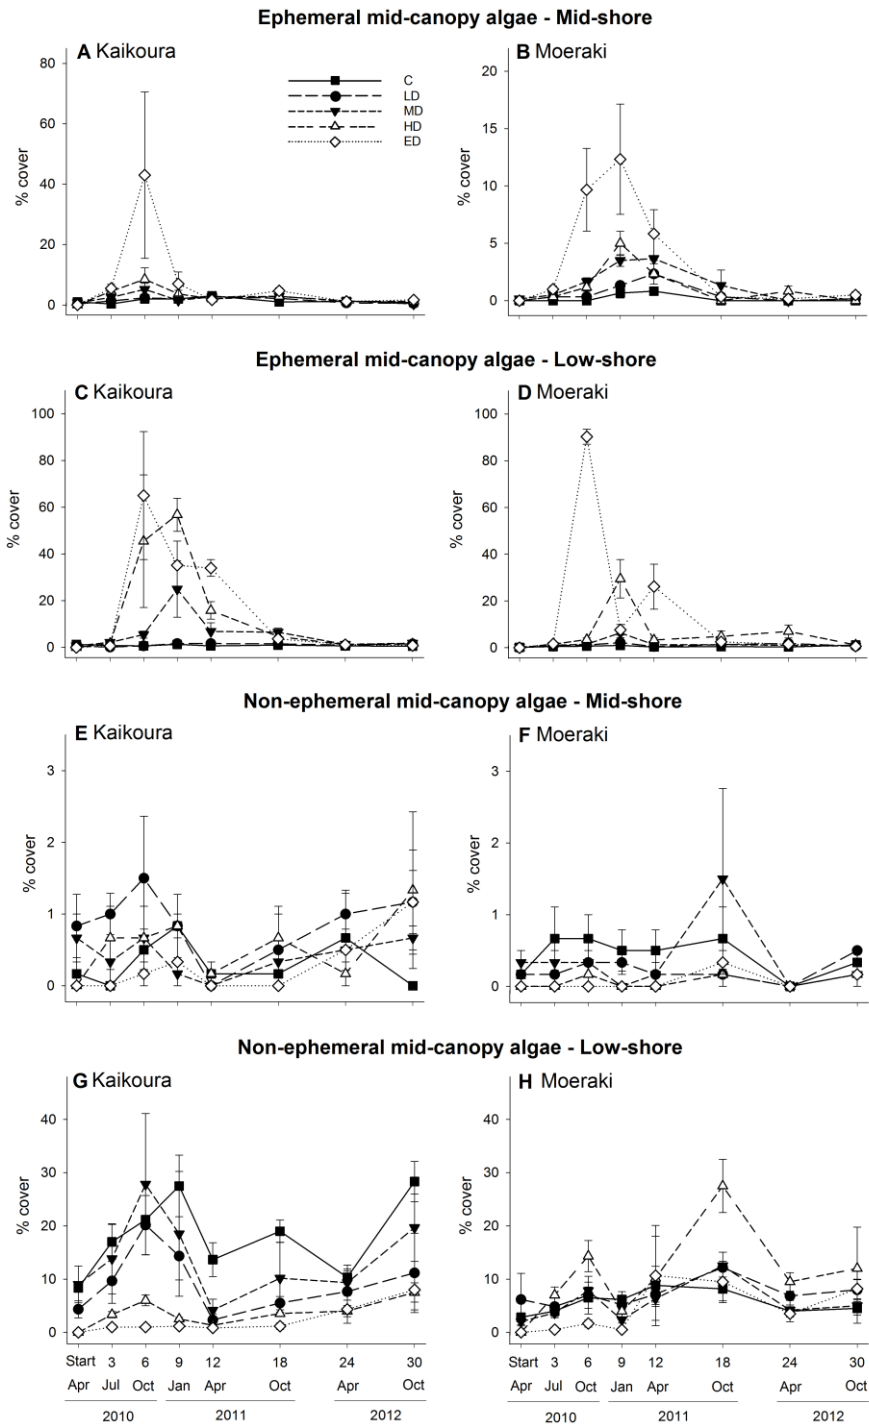 Ephemeral mid-canopy algae - Mid-shore
A Kaikoura
B Moeraki
% cover
80
60
40
20
0
C
LD
MD
HD
ED
% cover
20
15
10
5
0
Ephemeral mid-canopy algae - Low-shore
C Kaikoura
D Moeraki
% cover
100
80
60
40
20
0
% cover
100
80
60
40
20
0
Non-ephemeral mid-canopy algae - Mid-shore
E Kaikoura
F Moeraki
% cover
3
2
1
0
% cover
3
2
1
0
Non-ephemeral mid-canopy algae - Low-shore
G Kaikoura
H Moeraki
% cover
40
30
20
10
0
% cover
40
30
20
10
0
Start 3 6 9 12 18 24 30
Apr Jul Oct Jan Apr Oct Apr Oct
2010 2011 2012
Start 3 6 9 12 18 24 30
Apr Jul Oct Jan Apr Oct Apr Oct
2010 2011 2012